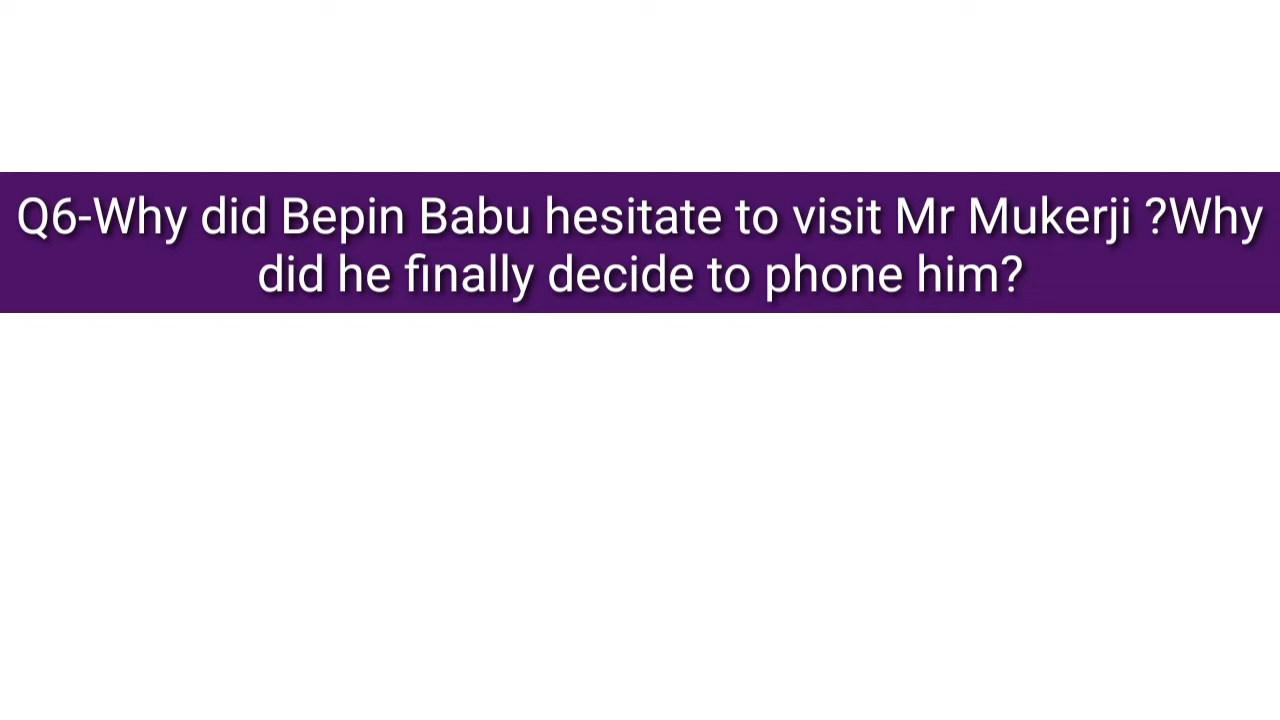 Q6-Why did Bepin Babu hesitate to visit Mr Mukerji ?Why
did he finally decide to phone him?